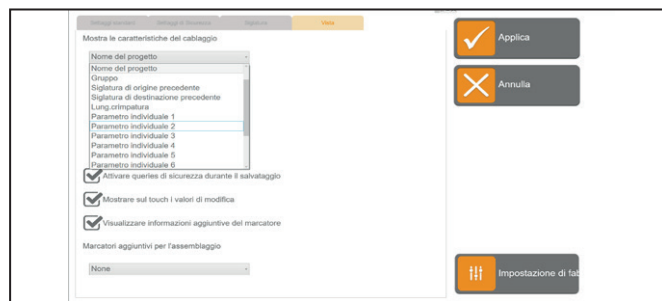 Vista
Mostra le caratteristiche del cablaggio
Nome del progetto
Nome del progetto
Gruppo
Siglatura di origine precedente
Siglatura di destinazione precedente
Lung.crimpatura
Parametro individuale 1
Parametro individuale 2
Parametro individuale 3
Parametro individuale 4
Parametro individuale 5
Parametro individuale 6
Attivare queries di sicurezza durante il salvataggio
Mostrare sul touch i valori di modifica
Visualizzare informazioni aggiuntive del marcatore
Marcatori aggiuntivi per l'assemblaggio
None
Applica
Annulla
Impostazione di fab